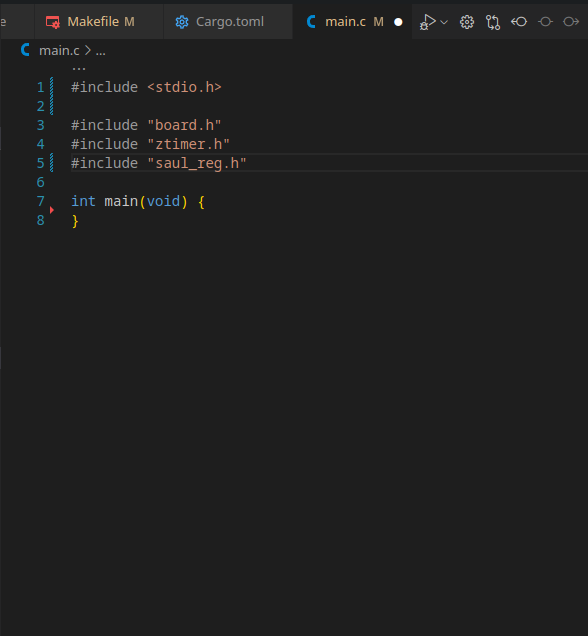 e Makefile M Cargo.toml C main.c M
C main.c > ...
...
1 #include <stdio.h>
2
3 #include "board.h"
4 #include "ztimer.h"
5 #include "saul_reg.h"
6
7 int main(void) {
8 }